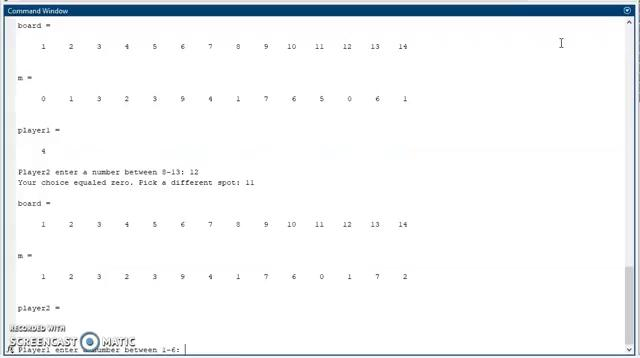 Command Window
board =
1 2 3 4 5 6 7 8 9 10 11 12 13 14
m =
0 1 3 2 3 9 4 1 7 6 5 0 6 1
player1 =
4
Player2 enter a number between 8-13: 12
Your choice equaled zero. Pick a different spot: 11
board =
1 2 3 4 5 6 7 8 9 10 11 12 13 14
m =
1 2 3 2 3 9 4 1 7 6 0 1 7 2
player2 =
RECORDED WITH
SCREENCAST MATIC
fx Player1 enter a number between 1-6: